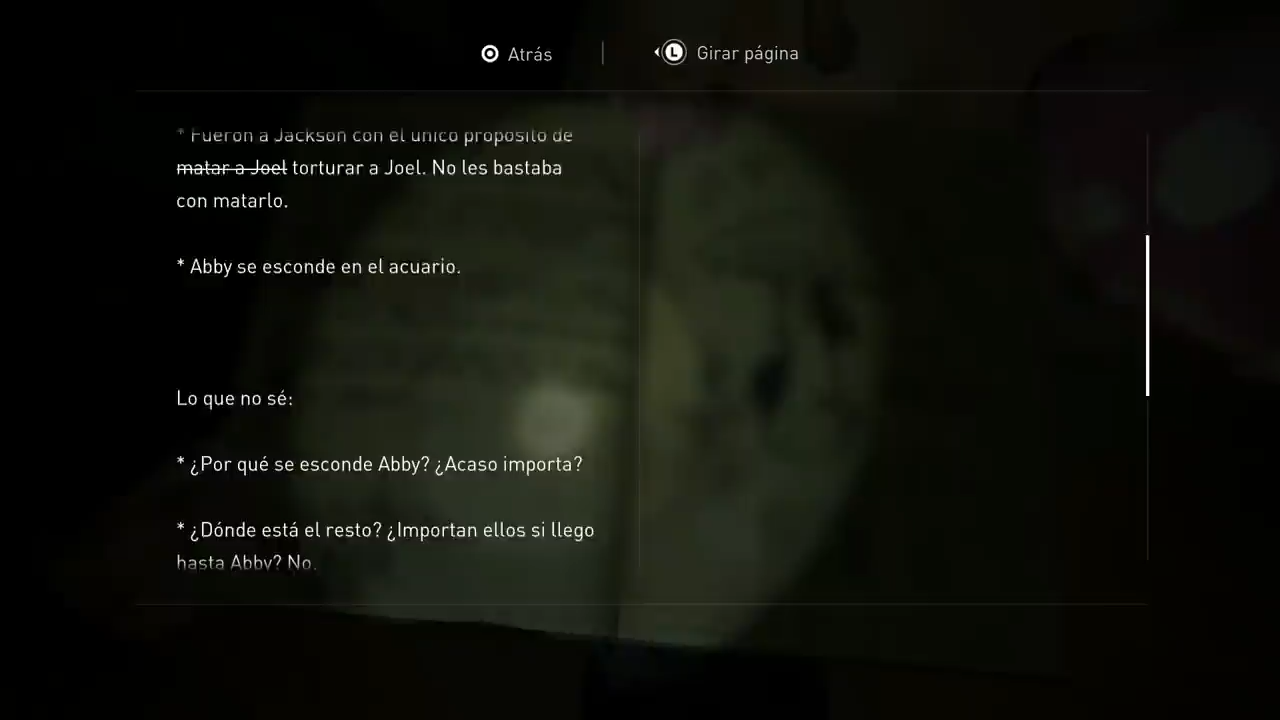 Atrás
L Girar página
* Fueron a Jackson con el único propósito de
matar a Joel torturar a Joel. No les bastaba
con matarlo.
* Abby se esconde en el acuario.
Lo que no sé:
* ¿Por qué se esconde Abby? ¿Acaso importa?
* ¿Dónde está el resto? ¿Importan ellos si llego
hasta Abby? No.